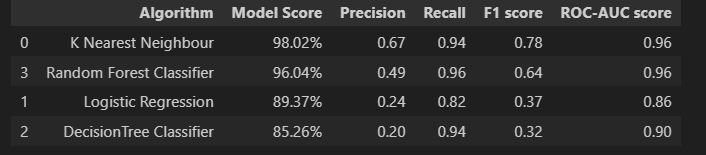 Algorithm Model Score Precision Recall F1 score ROC-AUC score
0 K Nearest Neighbour 98.02% 0.67 0.94 0.78 0.96
3 Random Forest Classifier 96.04% 0.49 0.96 0.64 0.96
1 Logistic Regression 89.37% 0.24 0.82 0.37 0.86
2 DecisionTree Classifier 85.26% 0.20 0.94 0.32 0.90